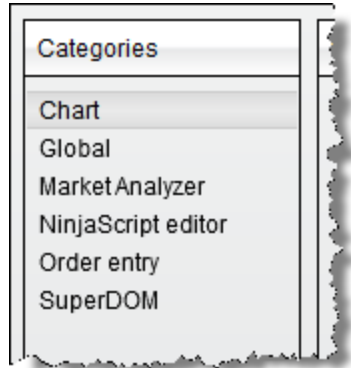 Categories
Chart
Global
Market Analyzer
NinjaScript editor
Order entry
SuperDOM